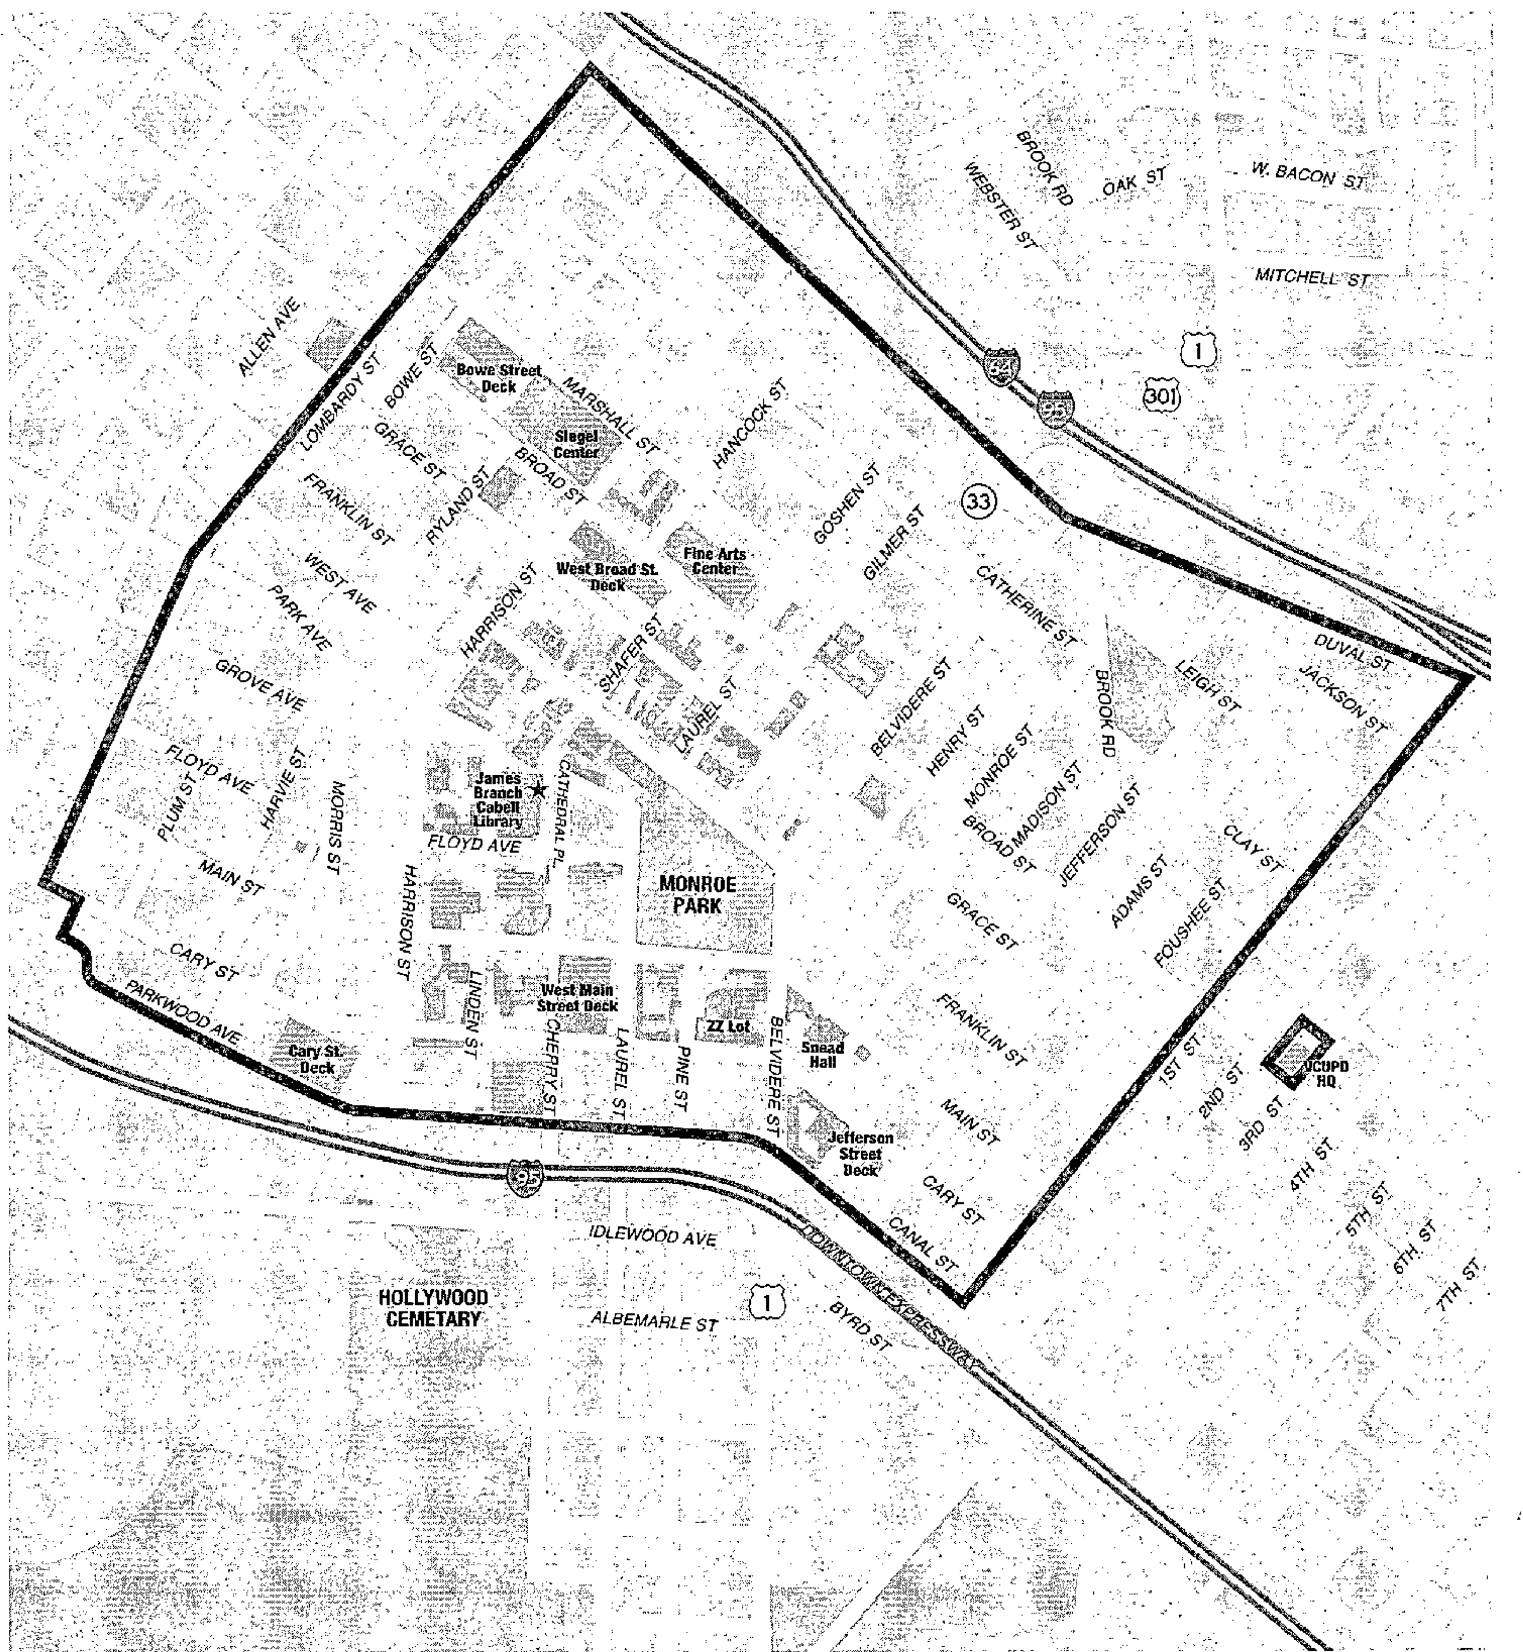 BROOK RD
WEBSTER ST
OAK ST
W. BACON ST
MITCHELL ST
ALLEN AVE
1
64
95
301
LOMBARDY ST
BOWE ST
Bowe Street
Deck
MARSHALL ST
HANCOCK ST
Siegel
Center
GRACE ST
BROAD ST
RYLAND ST
FRANKLIN ST
GOSHEN ST
33
GILMER ST
West Broad St.
Deck
Fine Arts
Center
WEST AVE
PARK AVE
HARRISON ST
CATHERINE ST
SHAFER ST
DUVAL ST
GROVE AVE
LAUREL ST
BELVIDERE ST
BROOK RD
LEIGH ST
JACKSON ST
HENRY ST
MONROE ST
FLOYD AVE
PLUM ST
HARVIE ST
MORRIS ST
James
Branch
Cabell
Library
CATHEDRAL PL
FLOYD AVE
MADISON ST
BROAD ST
JEFFERSON ST
CLAY ST
MAIN ST
MONROE
PARK
ADAMS ST
FOUSHEE ST
GRACE ST
HARRISON ST
CARY ST
PARKWOOD AVE
LINDEN ST
West Main
Street Deck
ZZ Lot
FRANKLIN ST
Cary St.
Deck
CHERRY ST
LAUREL ST
PINE ST
BELVIDERE ST
Snead
Hall
1ST ST
VCUPD
HQ
2ND ST
3RD ST
MAIN ST
Jefferson
Street
Deck
4TH ST
95
CARY ST
5TH ST
IDLEWOOD AVE
CANAL ST
6TH ST
DOWNTOWN EXPRESSWAY
7TH ST
HOLLYWOOD
CEMETARY
1
ALBEMARLE ST
BYRD ST